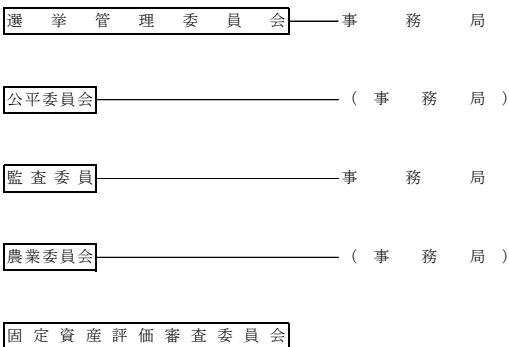 選挙管理委員会 事務局
公平委員会 (事務局)
監査委員 事務局
農業委員会 (事務局)
固定資産評価審査委員会